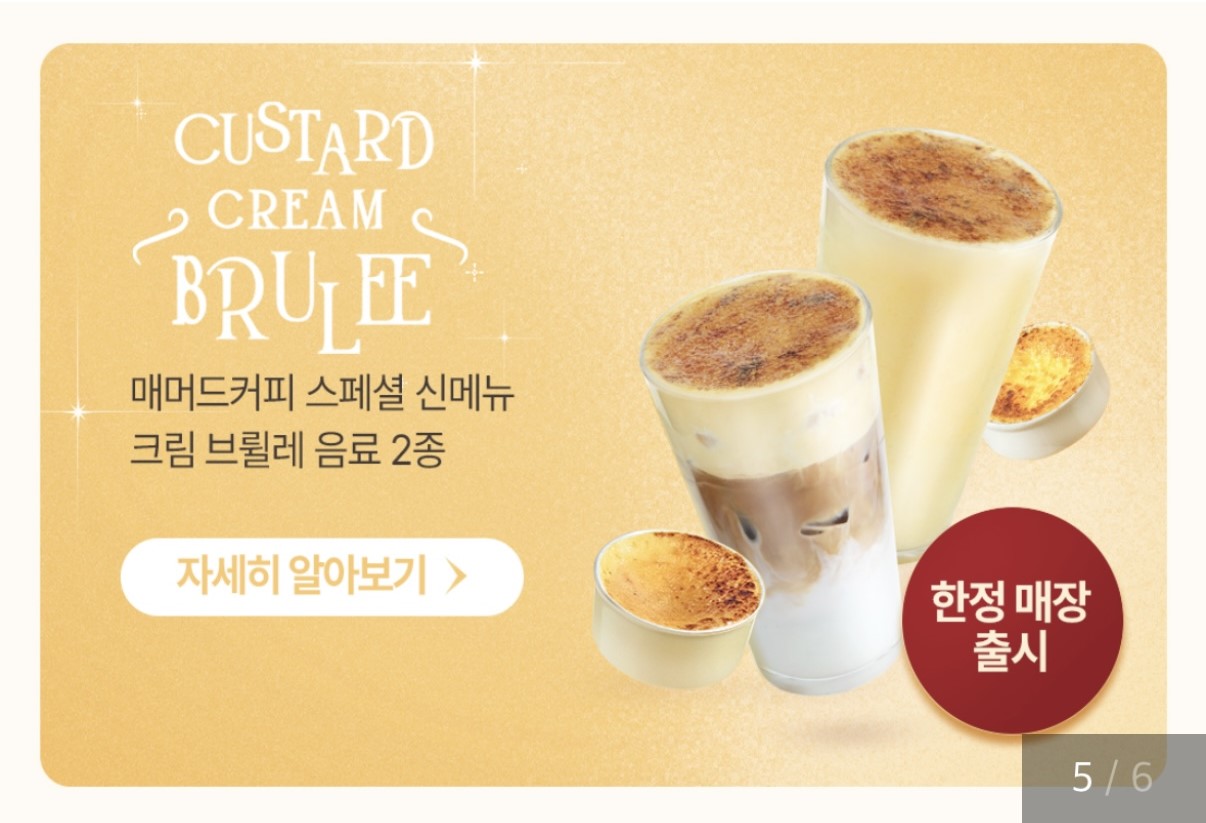 CUSTARD
CREAM
BRULEE
매머드커피 스페셜 신메뉴
크림 브륄레 음료 2종
자세히 알아보기 >
한정 매장
출시
5 / 6